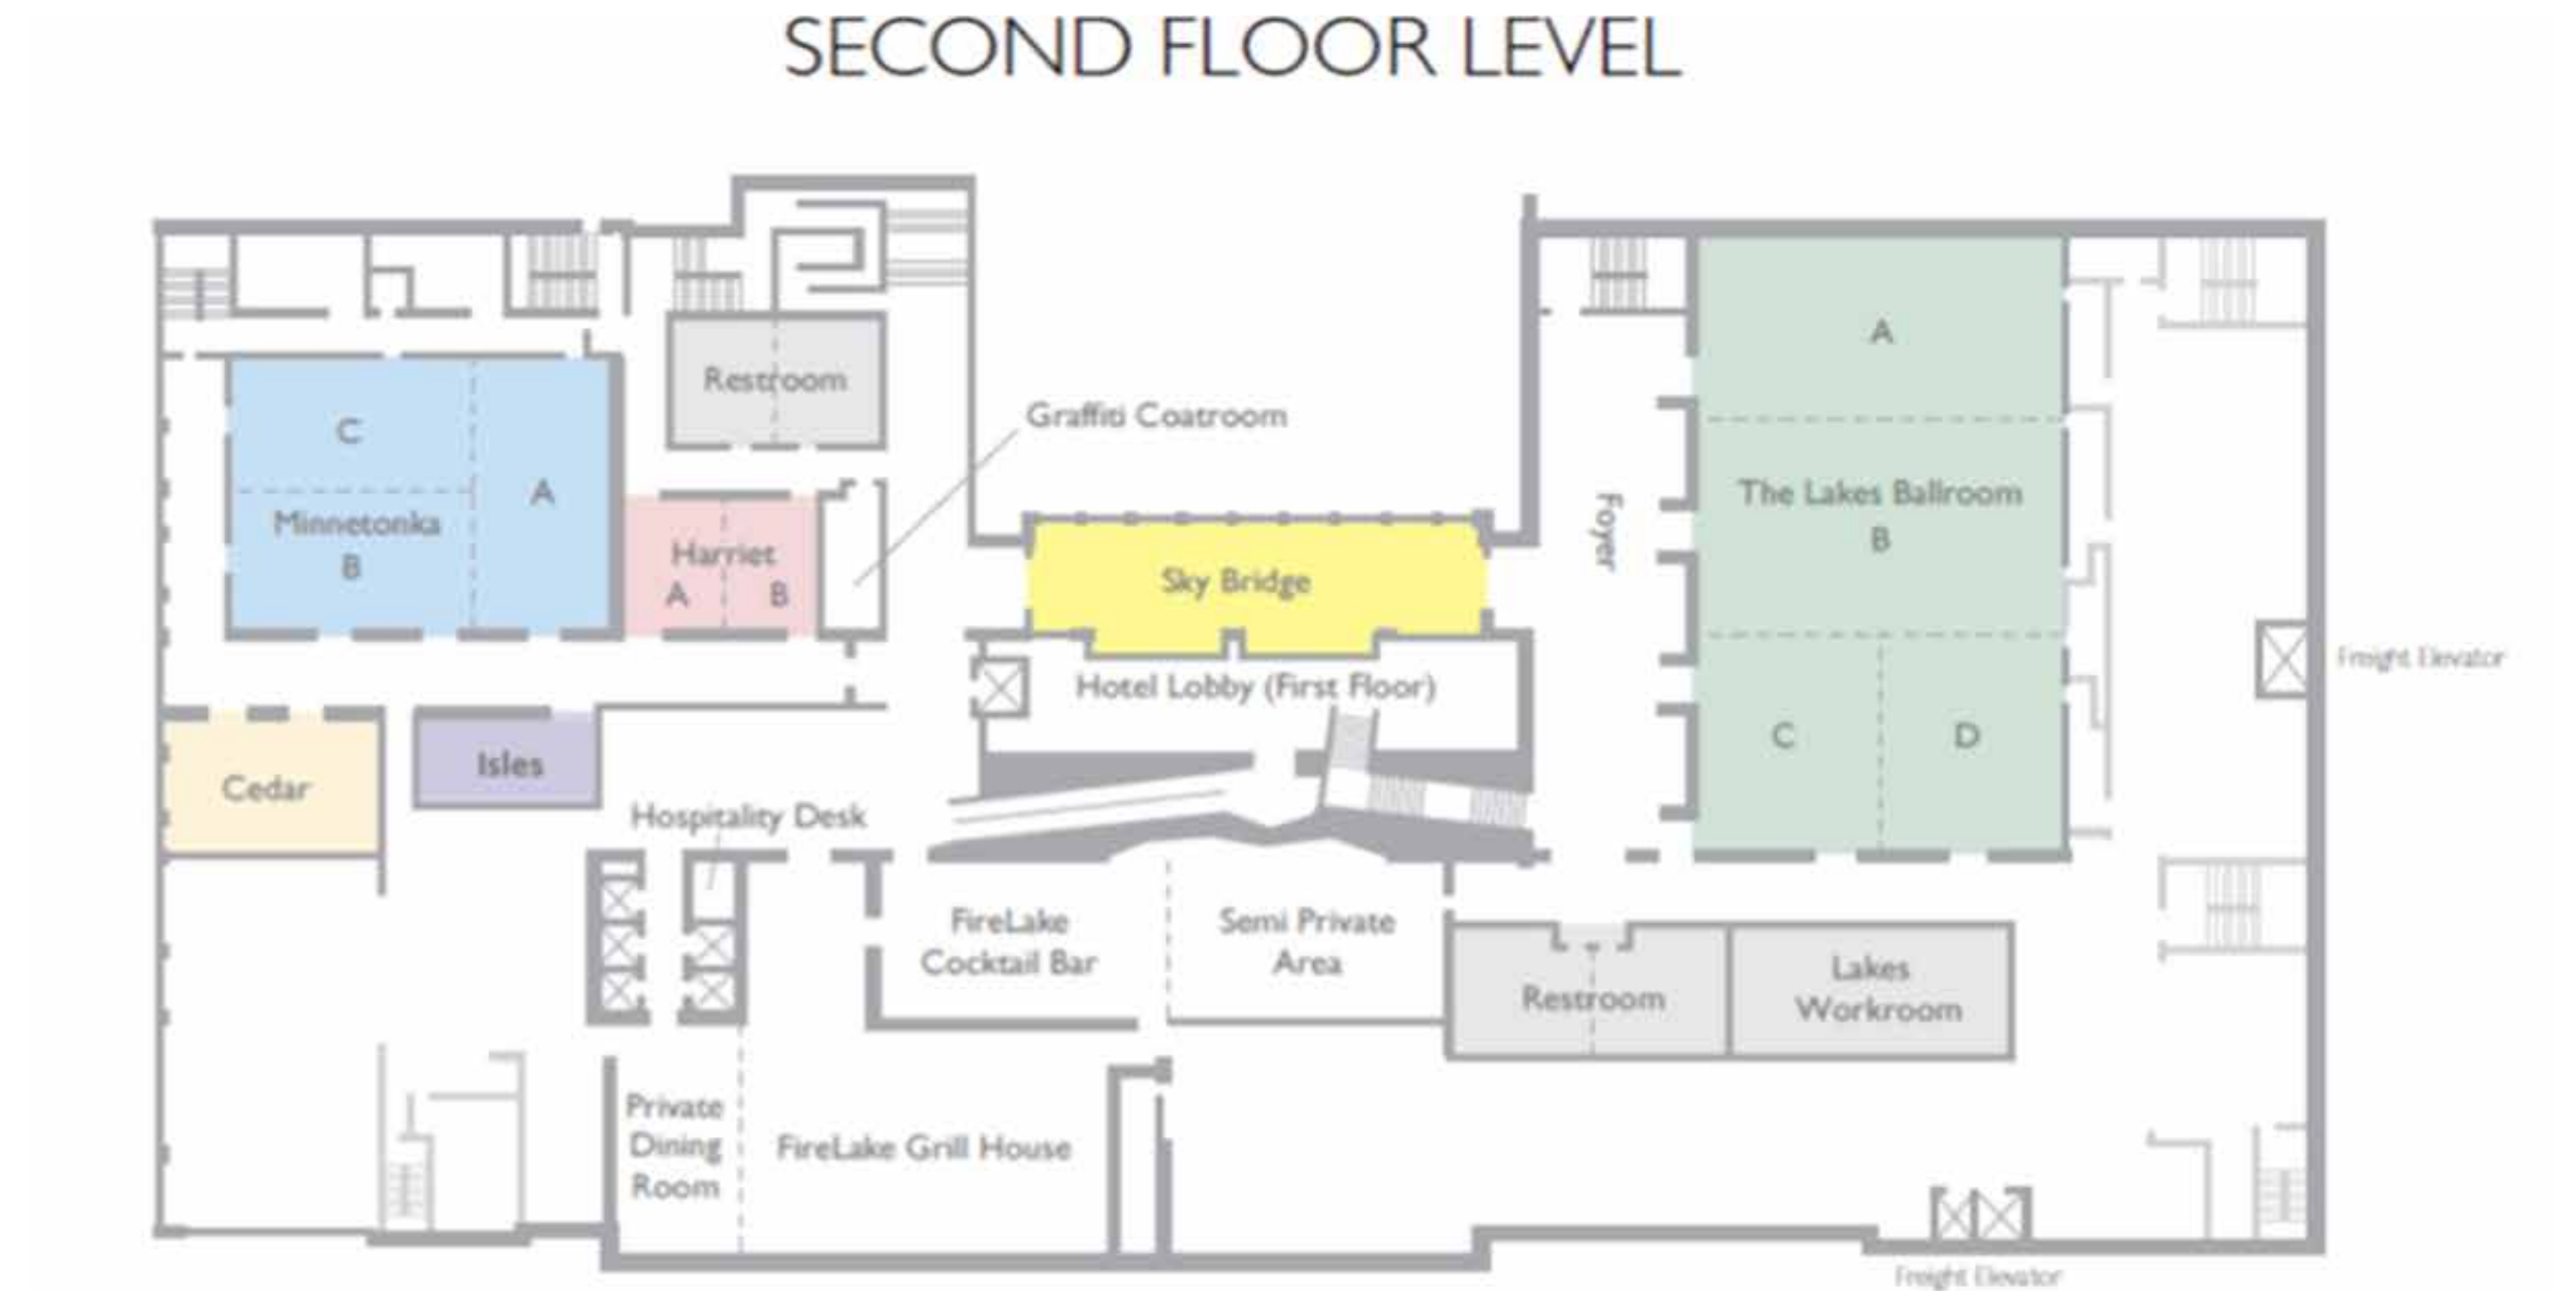 SECOND FLOOR LEVEL
Restroom
A
Graffiti Coatroom
C
A
Minnetonka
B
Harriet
A B
Sky Bridge
Foyer
The Lakes Ballroom
B
Hotel Lobby (First Floor)
Freight Elevator
C D
Cedar
Isles
Hospitality Desk
FireLake
Cocktail Bar
Semi Private
Area
Restroom
Lakes
Workroom
Private
Dining
Room
FireLake Grill House
Freight Elevator